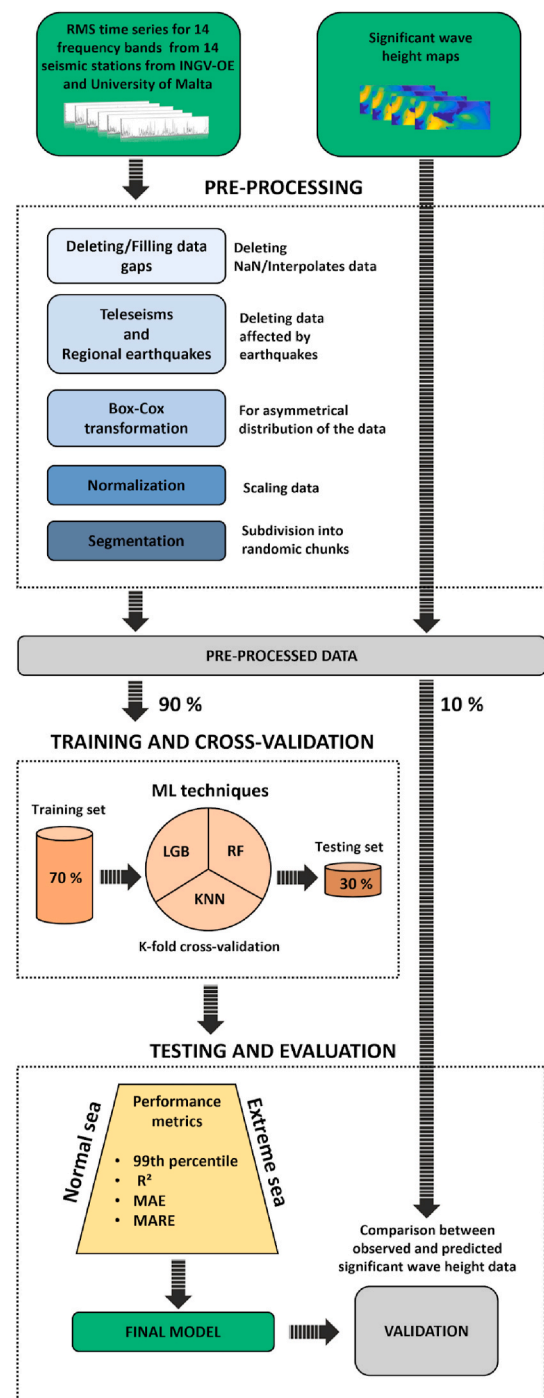 RMS time series for 14
frequency bands from 14
seismic stations from INGV-OE
and University of Malta
Significant wave
height maps
PRE-PROCESSING
Deleting/Filling data
gaps
Deleting
NaN/Interpolates data
Teleseisms
and
Regional earthquakes
Deleting data
affected by
earthquakes
Box-Cox
transformation
For asymmetrical
distribution of the data
Normalization
Scaling data
Segmentation
Subdivision into
randomic chunks
PRE-PROCESSED DATA
90 %
10 %
TRAINING AND CROSS-VALIDATION
ML techniques
Training set
70 %
LGB
RF
KNN
Testing set
30 %
K-fold cross-validation
TESTING AND EVALUATION
Normal sea
Performance
metrics
• 99th percentile
• R²
• MAE
• MARE
Extreme sea
Comparison between
observed and predicted
significant wave height data
FINAL MODEL
VALIDATION